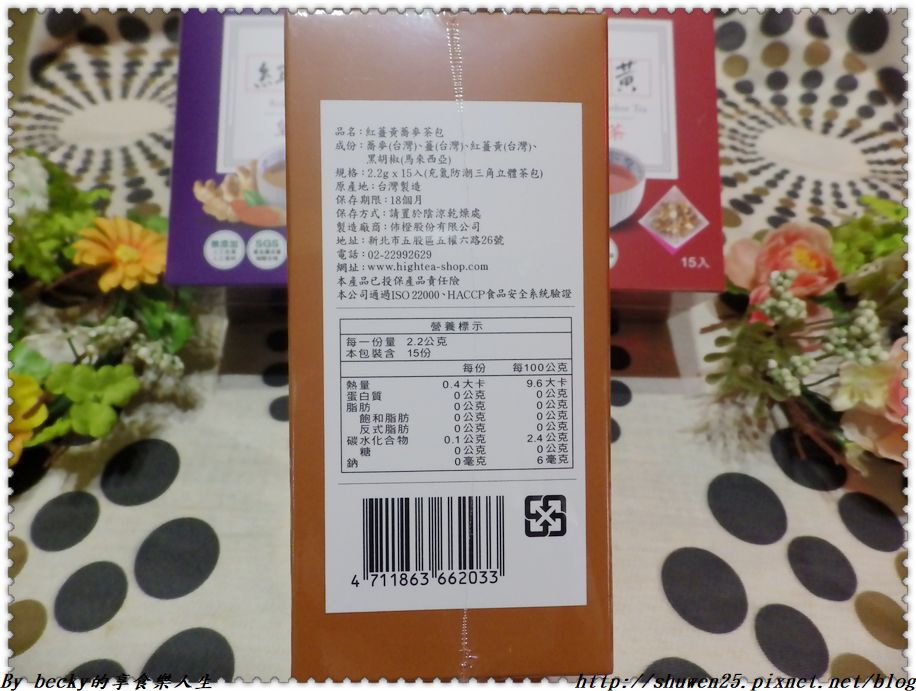 紅
黃
茶
無添加
SGS
15入
品名：紅薑黃蕎麥茶包
成份：蕎麥(台灣)、薑(台灣)、紅薑黃(台灣)、
黑胡椒(馬來西亞)
規格：2.2g x 15入(充氮防潮三角立體茶包)
原產地：台灣製造
保存期限：18個月
保存方式：請置於陰涼乾燥處
製造廠商：佈橙股份有限公司
地址：新北市五股區五權六路26號
電話：02-22992629
網址：www.hightea-shop.com
本產品已投保產品責任險
本公司通過ISO 22000、HACCP食品安全系統驗證
營養標示
每一份量 2.2公克
本包裝含 15份
每份 每100公克
熱量 0.4大卡 9.6大卡
蛋白質 0公克 0公克
脂肪 0公克 0公克
飽和脂肪 0公克 0公克
反式脂肪 0公克 0公克
碳水化合物 0.1公克 2.4公克
糖 0公克 0公克
鈉 0毫克 6毫克
4 711863 662033
By becky的享食樂人生
http://shuwen25.pixnet.net/blog